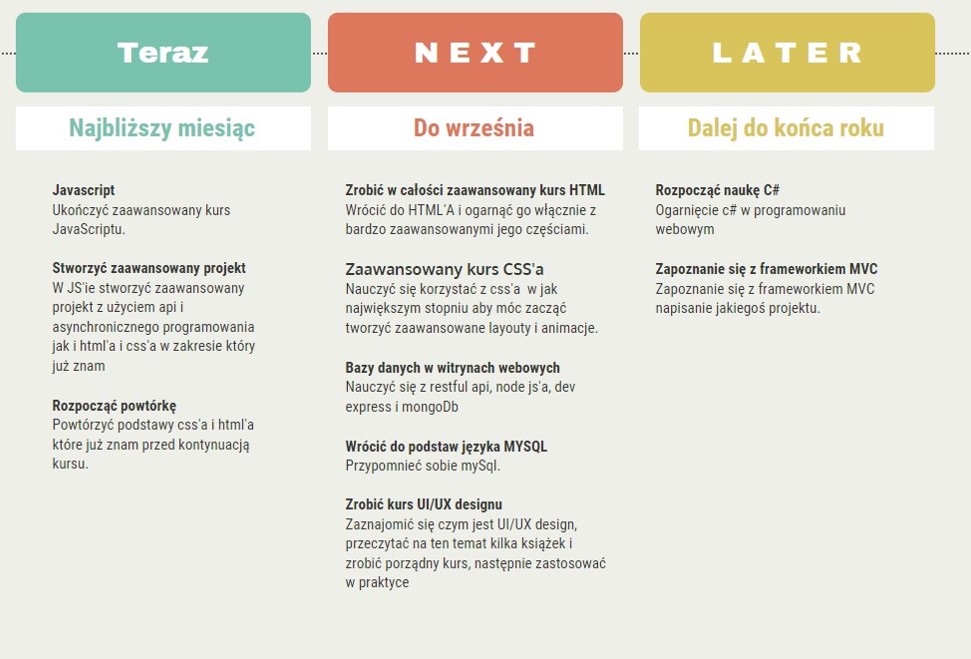 Teraz
NEXT
LATER
Najbliższy miesiąc
Do września
Dalej do końca roku
Javascript
Ukończyć zaawansowany kurs
JavaScriptu.
Stworzyć zaawansowany projekt
W JS'ie stworzyć zaawansowany
projekt z użyciem api i
asynchronicznego programowania
jak i html'a i css'a w zakresie który
już znam
Rozpocząć powtórkę
Powtórzyć podstawy css'a i html'a
które już znam przed kontynuacją
kursu.
Zrobić w całości zaawansowany kurs HTML
Wrócić do HTML'A i ogarnąć go włącznie z
bardzo zaawansowanymi jego częściami.
Zaawansowany kurs CSS'a
Nauczyć się korzystać z css'a w jak
największym stopniu aby móc zacząć
tworzyć zaawansowane layouty i animacje.
Bazy danych w witrynach webowych
Nauczyć się z restful api, node js'a, dev
express i mongoDb
Wrócić do podstaw języka MYSQL
Przypomnieć sobie mySql.
Zrobić kurs UI/UX designu
Zaznajomić się czym jest UI/UX design,
przeczytać na ten temat kilka książek i
zrobić porządny kurs, następnie zastosować
w praktyce
Rozpocząć naukę C#
Ogarnięcie c# w programowaniu
webowym
Zapoznanie się z frameworkiem MVC
Zapoznanie się z frameworkiem MVC
napisanie jakiegoś projektu.